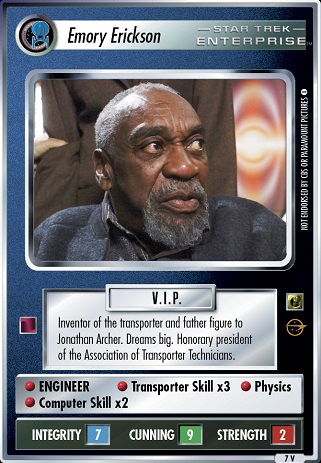 Emory Erickson
STAR TREK
ENTERPRISE™
NOT ENDORSED BY CBS OR PARAMOUNT PICTURES
V.I.P.
Inventor of the transporter and father figure to
Jonathan Archer. Dreams big. Honorary president
of the Association of Transporter Technicians.
ENGINEER Transporter Skill x3 Physics
Computer Skill x2
INTEGRITY 7 CUNNING 9 STRENGTH 2
7 V